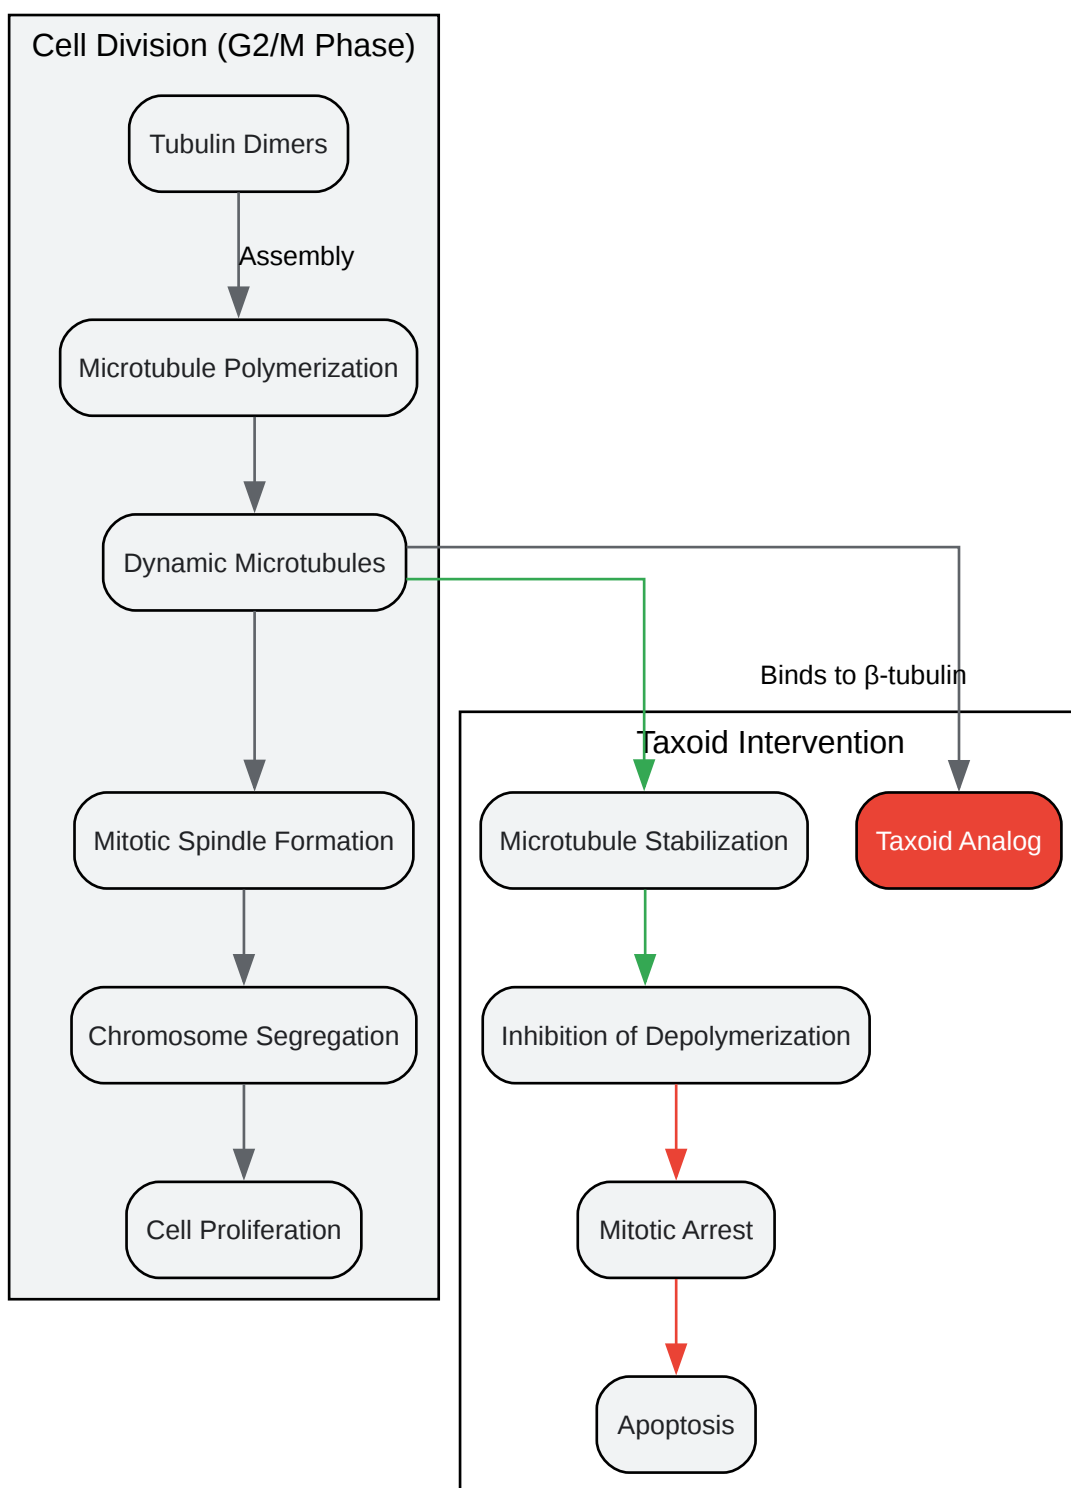 Cell Division (G2/M Phase)
Tubulin Dimers
Assembly
Microtubule Polymerization
Dynamic Microtubules
Binds to β-tubulin
Taxoid Intervention
Mitotic Spindle Formation
Microtubule Stabilization
Taxoid Analog
Chromosome Segregation
Inhibition of Depolymerization
Cell Proliferation
Mitotic Arrest
Apoptosis